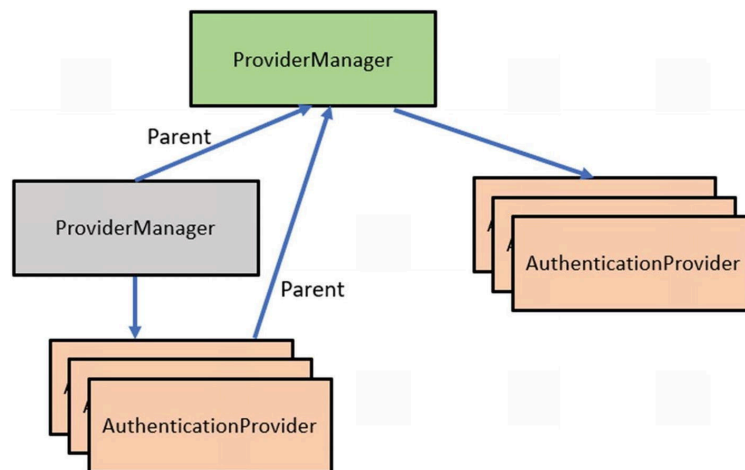 ProviderManager
Parent
ProviderManager
AuthenticationProvider
Parent
AuthenticationProvider